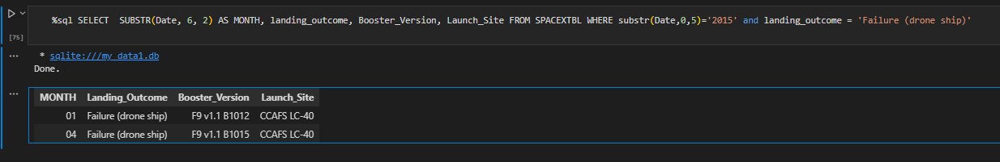 %sql SELECT  SUBSTR(Date, 6, 2) AS MONTH, landing_outcome, Booster_Version, Launch_Site FROM SPACEXTBL WHERE substr(Date,0,5)='2015' and landing_outcome = 'Failure (drone ship)'
[75]
... * sqlite:///my_data1.db
Done.
...
MONTH Landing_Outcome Booster_Version Launch_Site
01 Failure (drone ship) F9 v1.1 B1012 CCAFS LC-40
04 Failure (drone ship) F9 v1.1 B1015 CCAFS LC-40